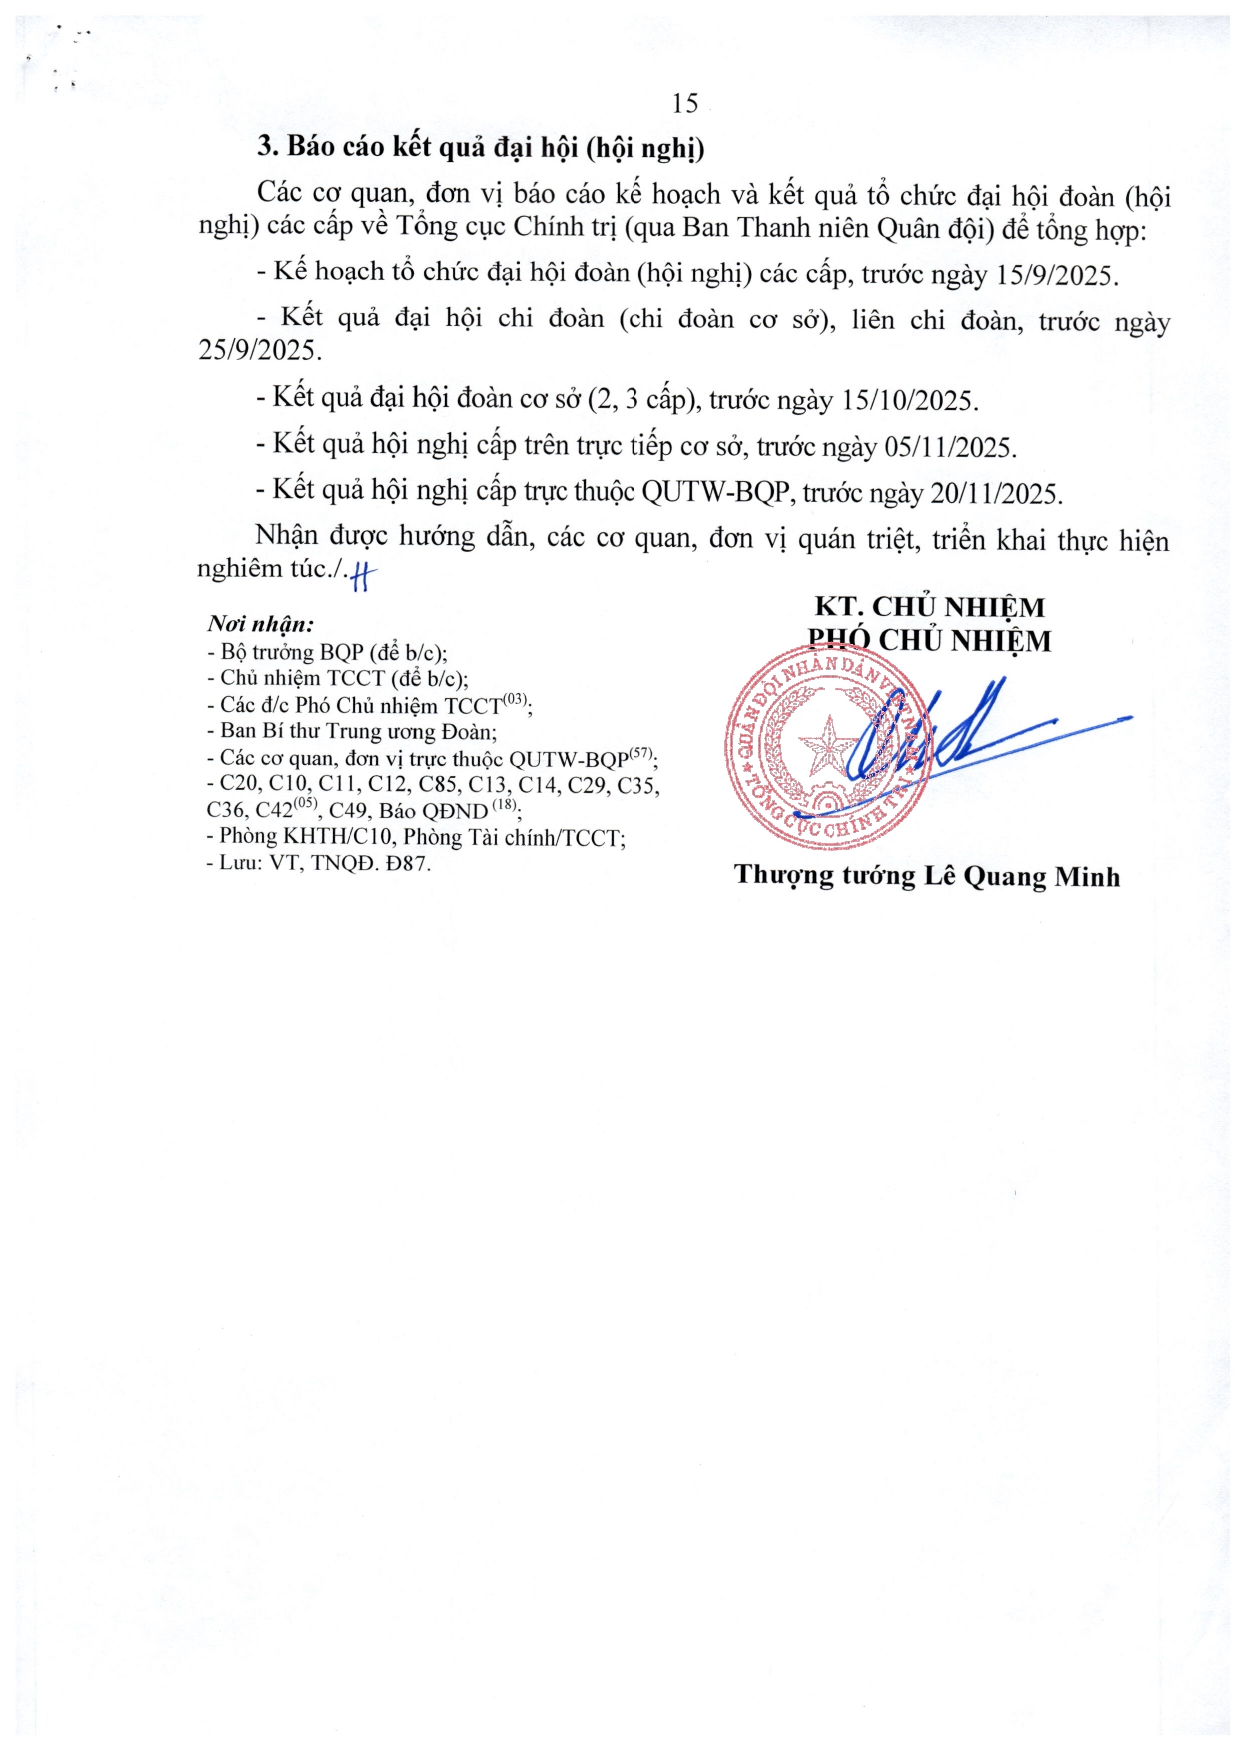 15
3. Báo cáo kết quả đại hội (hội nghị)
Các cơ quan, đơn vị báo cáo kế hoạch và kết quả tổ chức đại hội đoàn (hội
nghị) các cấp về Tổng cục Chính trị (qua Ban Thanh niên Quân đội) để tổng hợp:
- Kế hoạch tổ chức đại hội đoàn (hội nghị) các cấp, trước ngày 15/9/2025.
- Kết quả đại hội chi đoàn (chi đoàn cơ sở), liên chi đoàn, trước ngày
25/9/2025.
- Kết quả đại hội đoàn cơ sở (2, 3 cấp), trước ngày 15/10/2025.
- Kết quả hội nghị cấp trên trực tiếp cơ sở, trước ngày 05/11/2025.
- Kết quả hội nghị cấp trực thuộc QUTW-BQP, trước ngày 20/11/2025.
Nhận được hướng dẫn, các cơ quan, đơn vị quán triệt, triển khai thực hiện
nghiêm túc./.
Nơi nhận:
- Bộ trưởng BQP (để b/c);
- Chủ nhiệm TCCT (để b/c);
- Các đ/c Phó Chủ nhiệm TCCT(03);
- Ban Bí thư Trung ương Đoàn;
- Các cơ quan, đơn vị trực thuộc QUTW-BQP(57);
- C20, C10, C11, C12, C85, C13, C14, C29, C35,
C36, C42(05), C49, Báo QĐND (18);
- Phòng KHTH/C10, Phòng Tài chính/TCCT;
- Lưu: VT, TNQĐ. Đ87.
KT. CHỦ NHIỆM
PHÓ CHỦ NHIỆM
QUÂN ĐỘI NHÂN DÂN VIỆT NAM
TỔNG CỤC CHÍNH TRỊ
Thượng tướng Lê Quang Minh